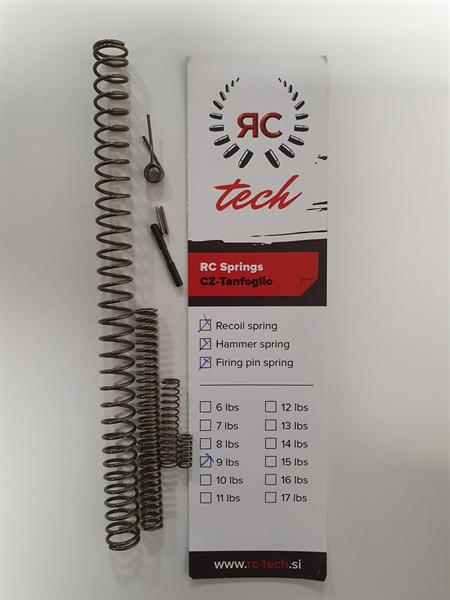 RC
tech
RC Springs
CZ-Tanfoglio
Recoil spring
Hammer spring
Firing pin spring
6 lbs
7 lbs
8 lbs
9 lbs
10 lbs
11 lbs
12 lbs
13 lbs
14 lbs
15 lbs
16 lbs
17 lbs
www.rc-tech.si